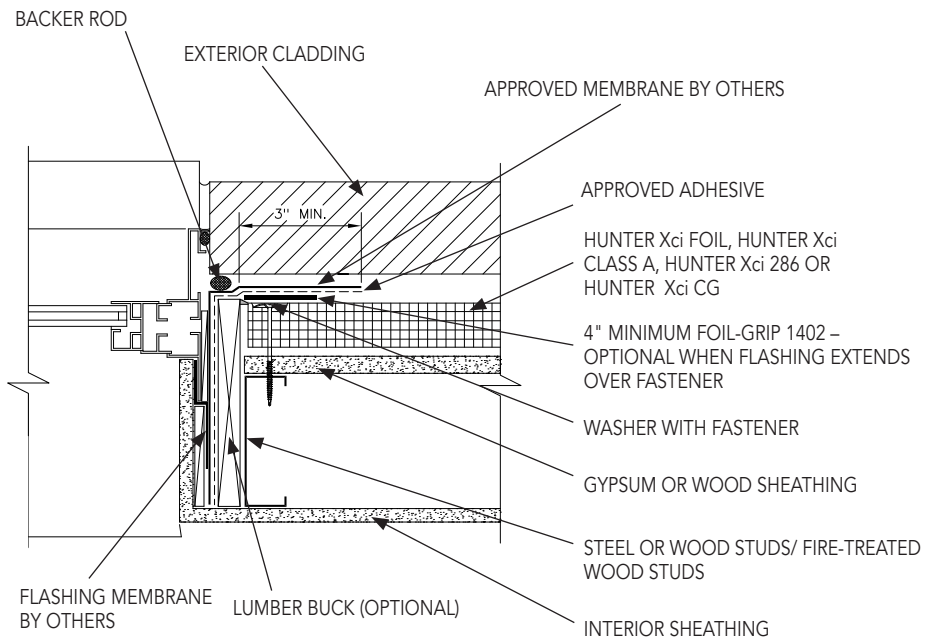 BACKER ROD
EXTERIOR CLADDING
APPROVED MEMBRANE BY OTHERS
3" MIN.
APPROVED ADHESIVE
HUNTER Xci FOIL, HUNTER Xci
CLASS A, HUNTER Xci 286 OR
HUNTER Xci CG
4" MINIMUM FOIL-GRIP 1402 –
OPTIONAL WHEN FLASHING EXTENDS
OVER FASTENER
WASHER WITH FASTENER
GYPSUM OR WOOD SHEATHING
STEEL OR WOOD STUDS/ FIRE-TREATED
WOOD STUDS
FLASHING MEMBRANE
BY OTHERS
LUMBER BUCK (OPTIONAL)
INTERIOR SHEATHING